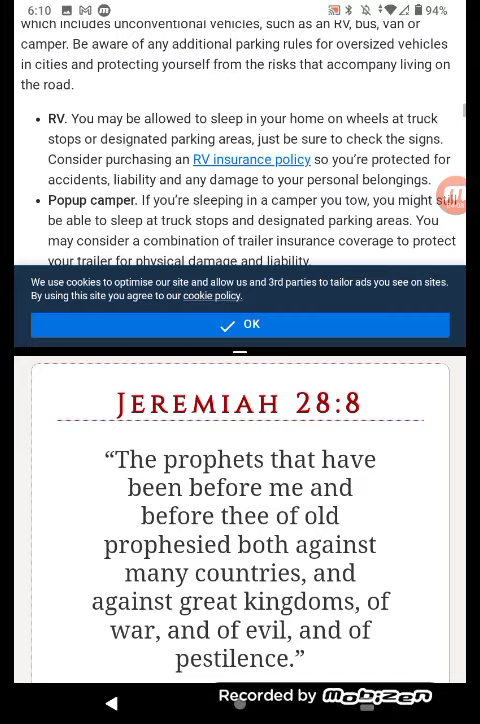 6:10
94%
which includes unconventional vehicles, such as an RV, bus, van or
camper. Be aware of any additional parking rules for oversized vehicles
in cities and protecting yourself from the risks that accompany living on
the road.
• RV. You may be allowed to sleep in your home on wheels at truck
stops or designated parking areas, just be sure to check the signs.
Consider purchasing an RV insurance policy so you're protected for
accidents, liability and any damage to your personal belongings.
• Popup camper. If you're sleeping in a camper you tow, you might still
be able to sleep at truck stops and designated parking areas. You
may consider a combination of trailer insurance coverage to protect
your trailer for physical damage and liability.
We use cookies to optimise our site and allow us and 3rd parties to tailor ads you see on sites.
By using this site you agree to our cookie policy.
OK
JEREMIAH 28:8
“The prophets that have
been before me and
before thee of old
prophesied both against
many countries, and
against great kingdoms, of
war, and of evil, and of
pestilence.”
Recorded by Mobizen